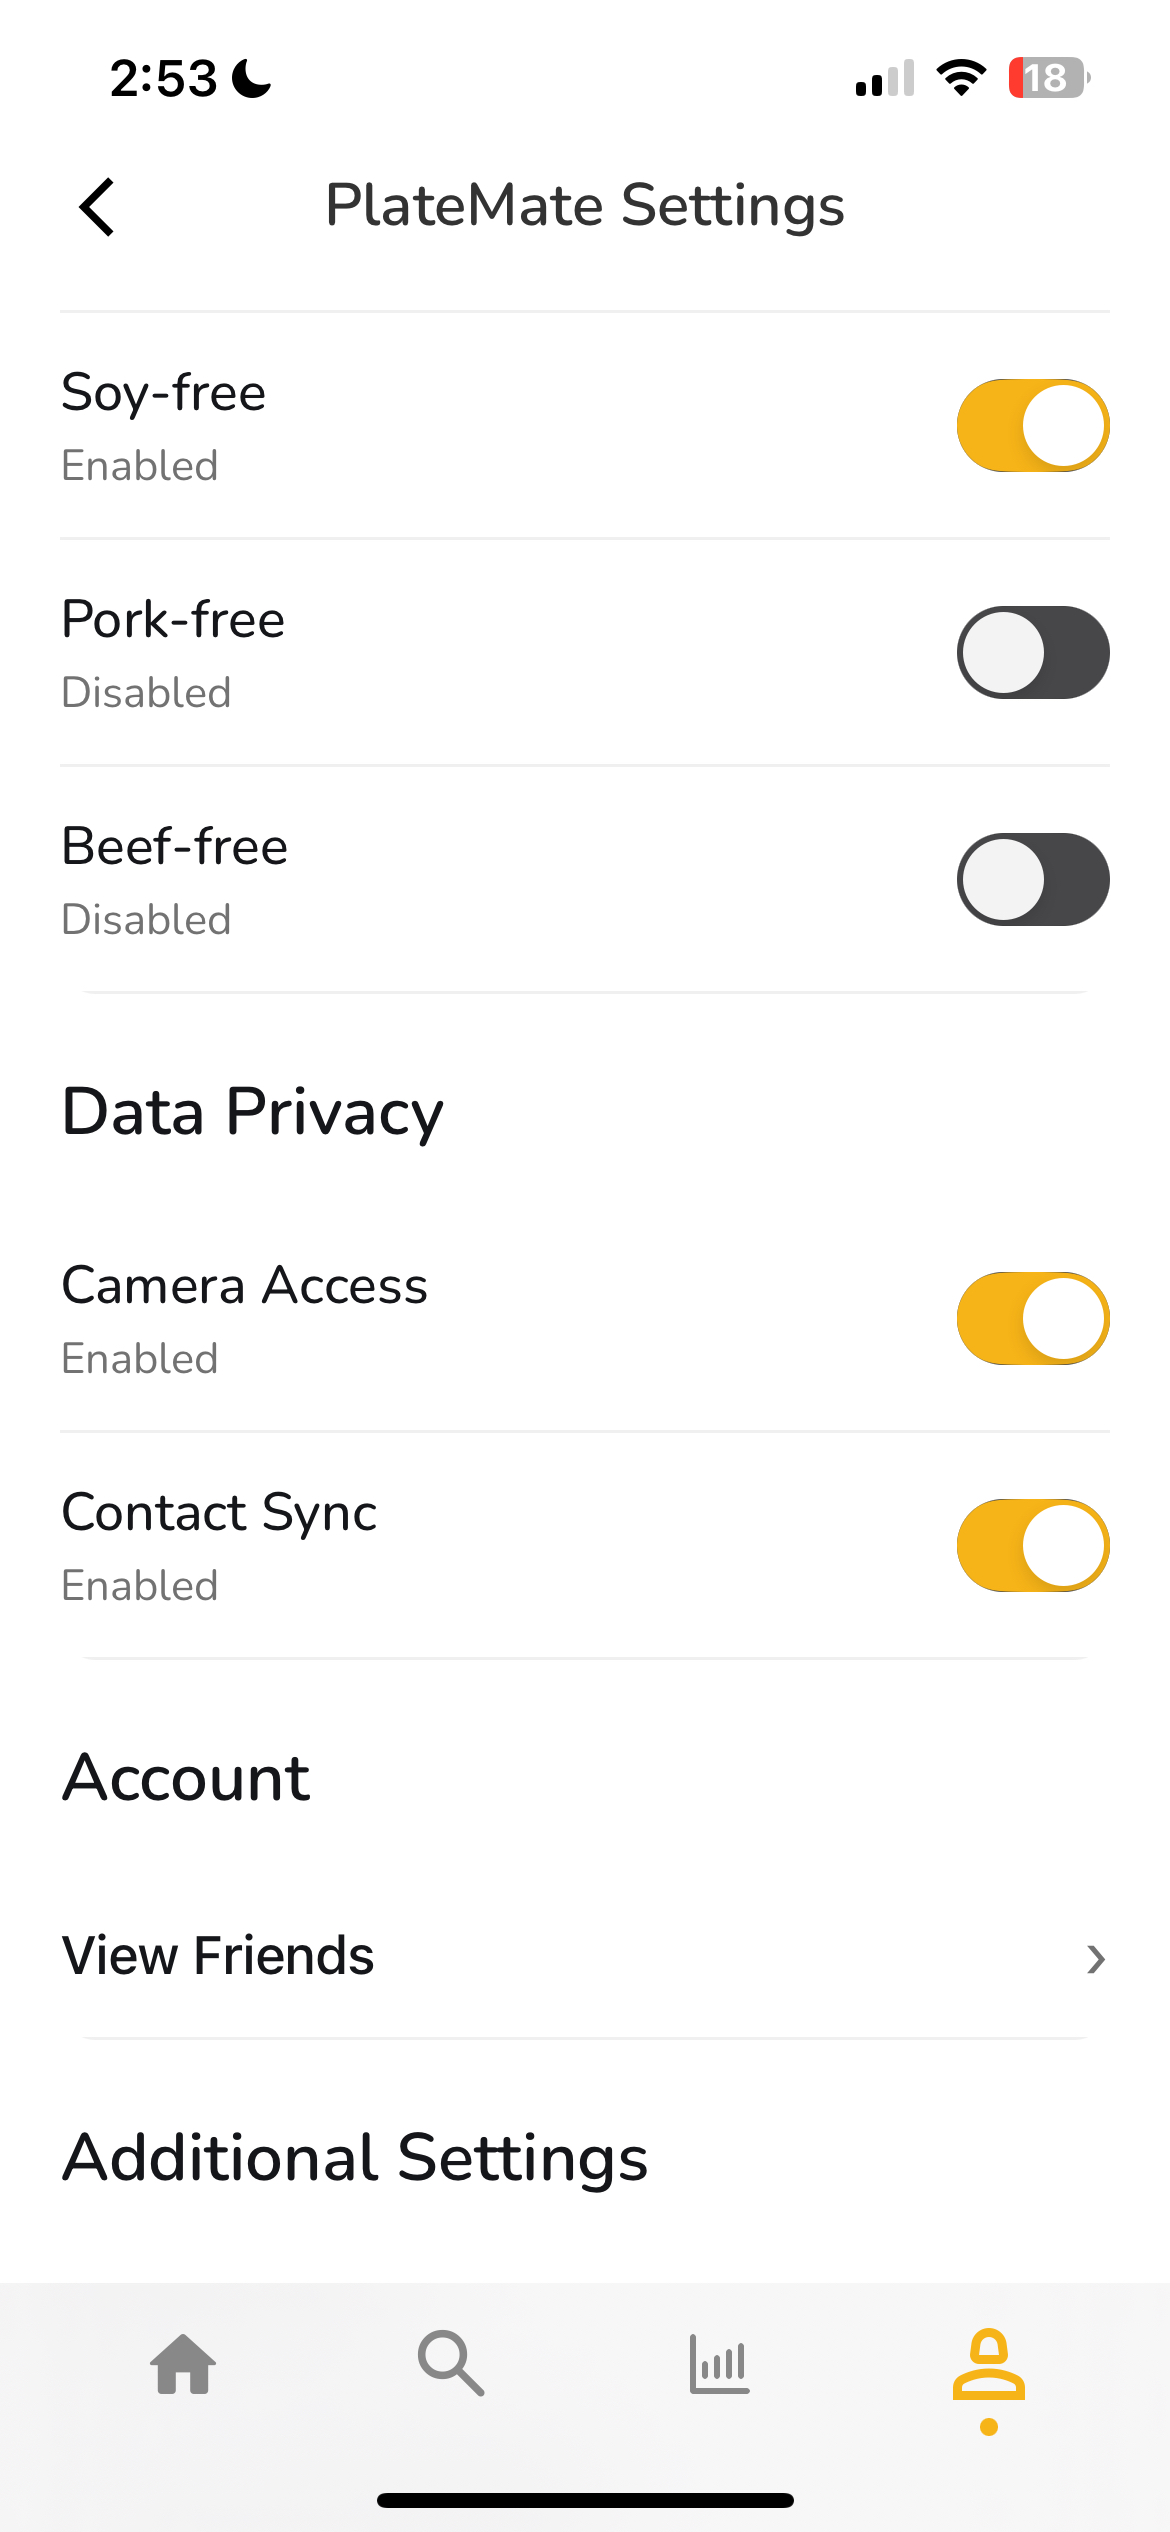 2:53
18
PlateMate Settings
Soy-free
Enabled
Pork-free
Disabled
Beef-free
Disabled
Data Privacy
Camera Access
Enabled
Contact Sync
Enabled
Account
View Friends
Additional Settings